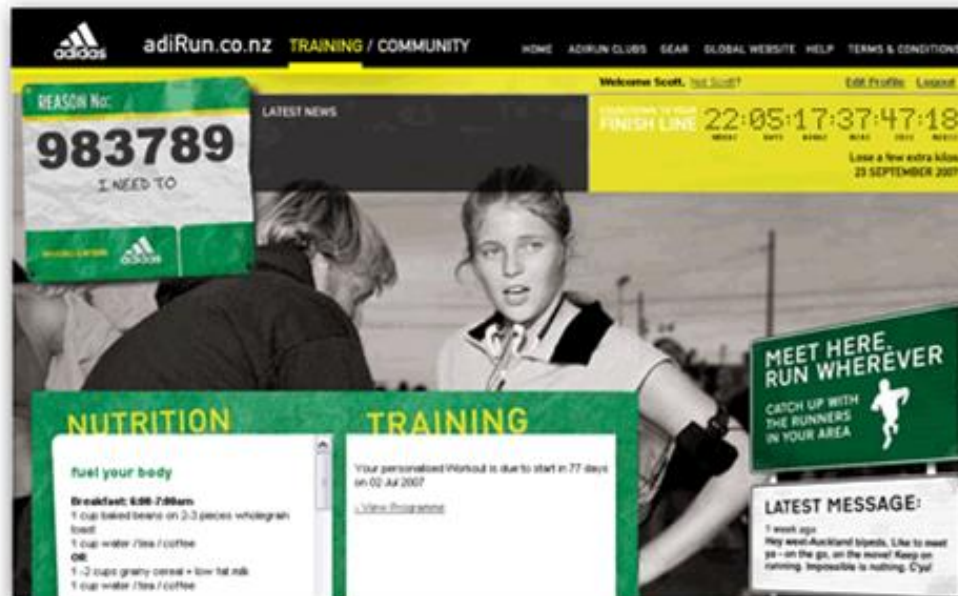 adidas
adiRun.co.nz TRAINING / COMMUNITY
HOME ADIRUN CLUBS GEAR GLOBAL WEBSITE HELP TERMS & CONDITIONS
Welcome Scott. Not Scott?
Edit Profile Logout
REASON No:
983789
I NEED TO
adidas
LATEST NEWS
FINISH LINE
22:05:17:37:47:18
Lose a few extra kilos
23 SEPTEMBER 2007
MEET HERE.
RUN WHEREVER
CATCH UP WITH
THE RUNNERS
IN YOUR AREA
NUTRITION
fuel your body
Breakfast: 6:00-7:00am
1 cup baked beans on 2-3 pieces wholegrain
toast
1 cup water / tea / coffee
OR
1-2 cups grainy cereal + low fat milk
1 cup water / tea / coffee
TRAINING
Your personalised Workout is due to start in 77 days
on 02 Jul 2007
View Programme
LATEST MESSAGE:
1 week ago
Hey west-Auckland bipeds, Like to meet
ya - on the go, on the move! Keep on
running. Impossible is nothing. C'ya!